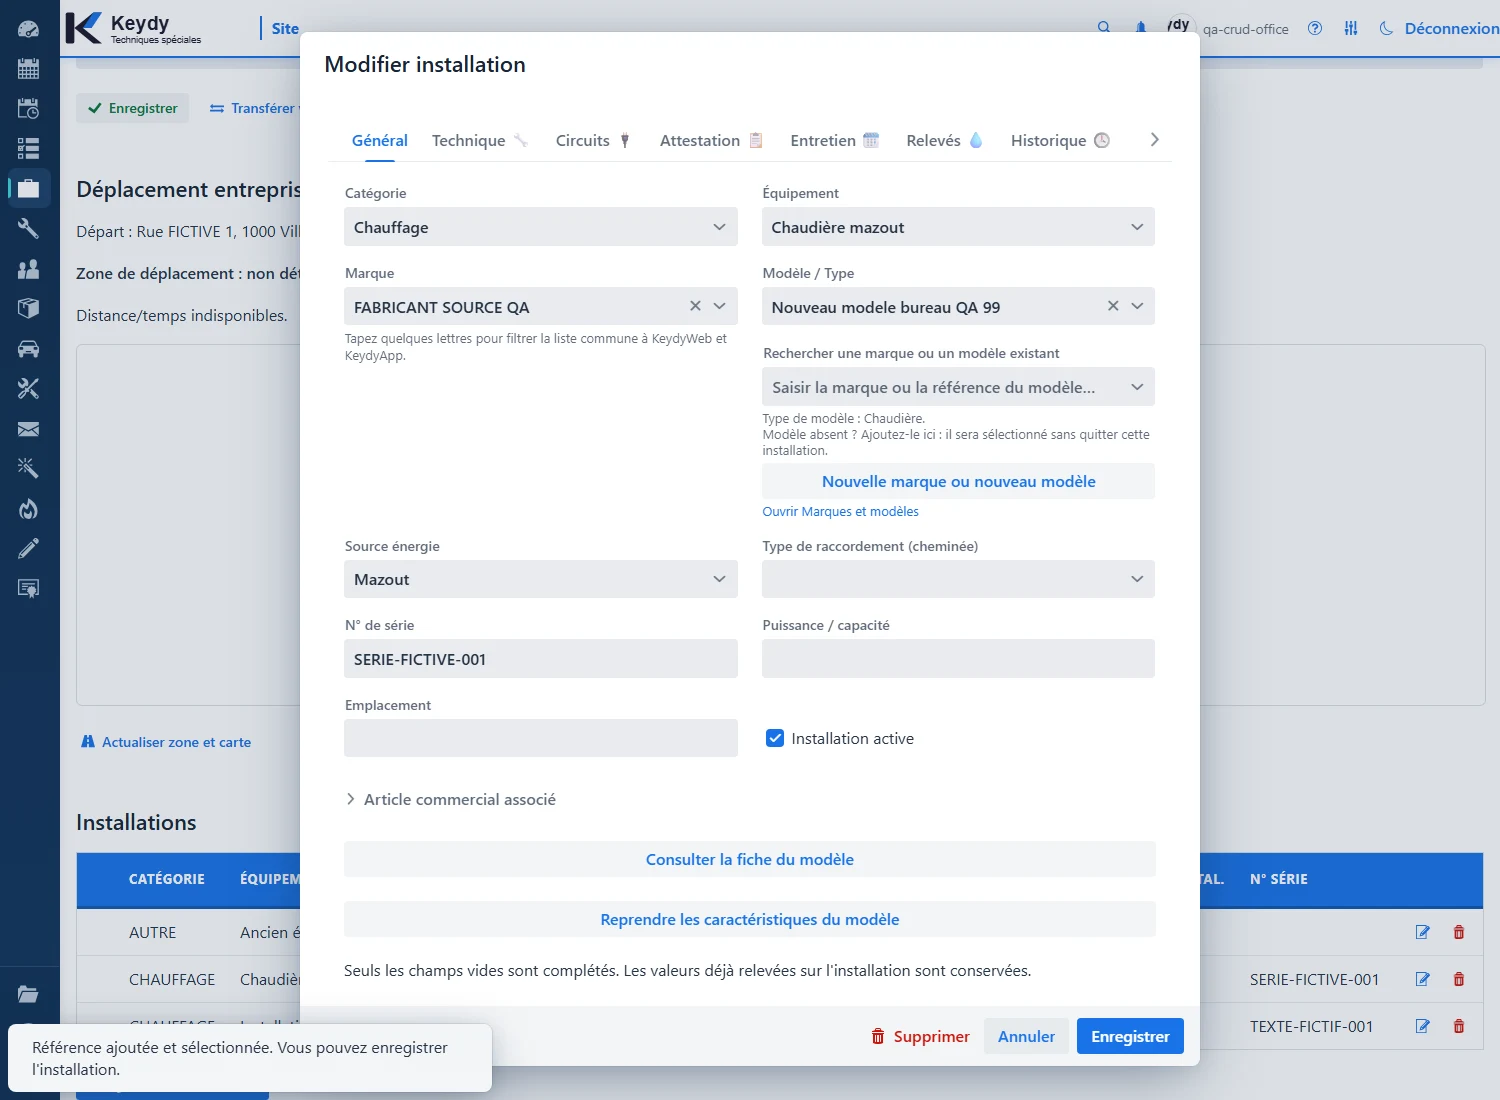 Keydy
Techniques spéciales
Site
ydy
qa-crud-office
Déconnexion
Enregistrer
Transférer
Déplacement entrepris
Départ : Rue FICTIVE 1, 1000 Vill
Zone de déplacement : non dét
Distance/temps indisponibles.
Actualiser zone et carte
Installations
CATÉGORIE
ÉQUIPEM
TAL.
N° SÉRIE
AUTRE
Ancien é
CHAUFFAGE
Chaudièr
SERIE-FICTIVE-001
TEXTE-FICTIF-001
Modifier installation
Général
Technique
Circuits
Attestation
Entretien
Relevés
Historique
Catégorie
Équipement
Chauffage
Chaudière mazout
Marque
Modèle / Type
FABRICANT SOURCE QA
Nouveau modele bureau QA 99
Tapez quelques lettres pour filtrer la liste commune à KeydyWeb et
KeydyApp.
Rechercher une marque ou un modèle existant
Saisir la marque ou la référence du modèle...
Type de modèle : Chaudière.
Modèle absent ? Ajoutez-le ici : il sera sélectionné sans quitter cette
installation.
Nouvelle marque ou nouveau modèle
Ouvrir Marques et modèles
Source énergie
Type de raccordement (cheminée)
Mazout
N° de série
Puissance / capacité
SERIE-FICTIVE-001
Emplacement
Installation active
Article commercial associé
Consulter la fiche du modèle
Reprendre les caractéristiques du modèle
Seuls les champs vides sont complétés. Les valeurs déjà relevées sur l'installation sont conservées.
Supprimer
Annuler
Enregistrer
Référence ajoutée et sélectionnée. Vous pouvez enregistrer
l'installation.